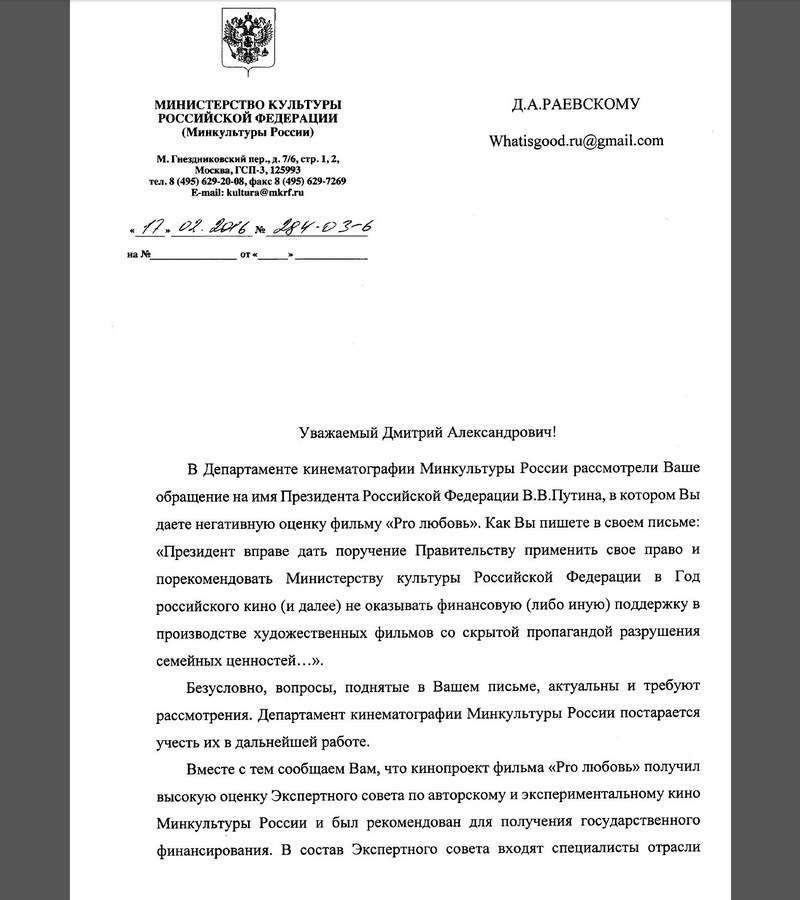 МИНИСТЕРСТВО КУЛЬТУРЫ
РОССИЙСКОЙ ФЕДЕРАЦИИ
(Минкультуры России)
М. Гнездниковский пер., д. 7/6, стр. 1, 2,
Москва, ГСП-3, 125993
тел. 8 (495) 629-20-08, факс 8 (495) 629-7269
E-mail: kultura@mkrf.ru
« 17 » 02. 2016 № 284-03-6
на №____________ от «____» __________
Д.А.РАЕВСКОМУ
Whatisgood.ru@gmail.com
Уважаемый Дмитрий Александрович!
В Департаменте кинематографии Минкультуры России рассмотрели Ваше
обращение на имя Президента Российской Федерации В.В.Путина, в котором Вы
даете негативную оценку фильму «Pro любовь». Как Вы пишете в своем письме:
«Президент вправе дать поручение Правительству применить свое право и
порекомендовать Министерству культуры Российской Федерации в Год
российского кино (и далее) не оказывать финансовую (либо иную) поддержку в
производстве художественных фильмов со скрытой пропагандой разрушения
семейных ценностей…».
Безусловно, вопросы, поднятые в Вашем письме, актуальны и требуют
рассмотрения. Департамент кинематографии Минкультуры России постарается
учесть их в дальнейшей работе.
Вместе с тем сообщаем Вам, что кинопроект фильма «Pro любовь» получил
высокую оценку Экспертного совета по авторскому и экспериментальному кино
Минкультуры России и был рекомендован для получения государственного
финансирования. В состав Экспертного совета входят специалисты отрасли